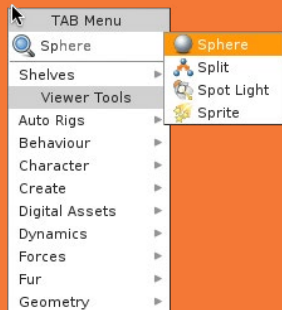 TAB Menu
Sphere
Shelves
Viewer Tools
Auto Rigs
Behaviour
Character
Create
Digital Assets
Dynamics
Forces
Fur
Geometry
Sphere
Split
Spot Light
Sprite